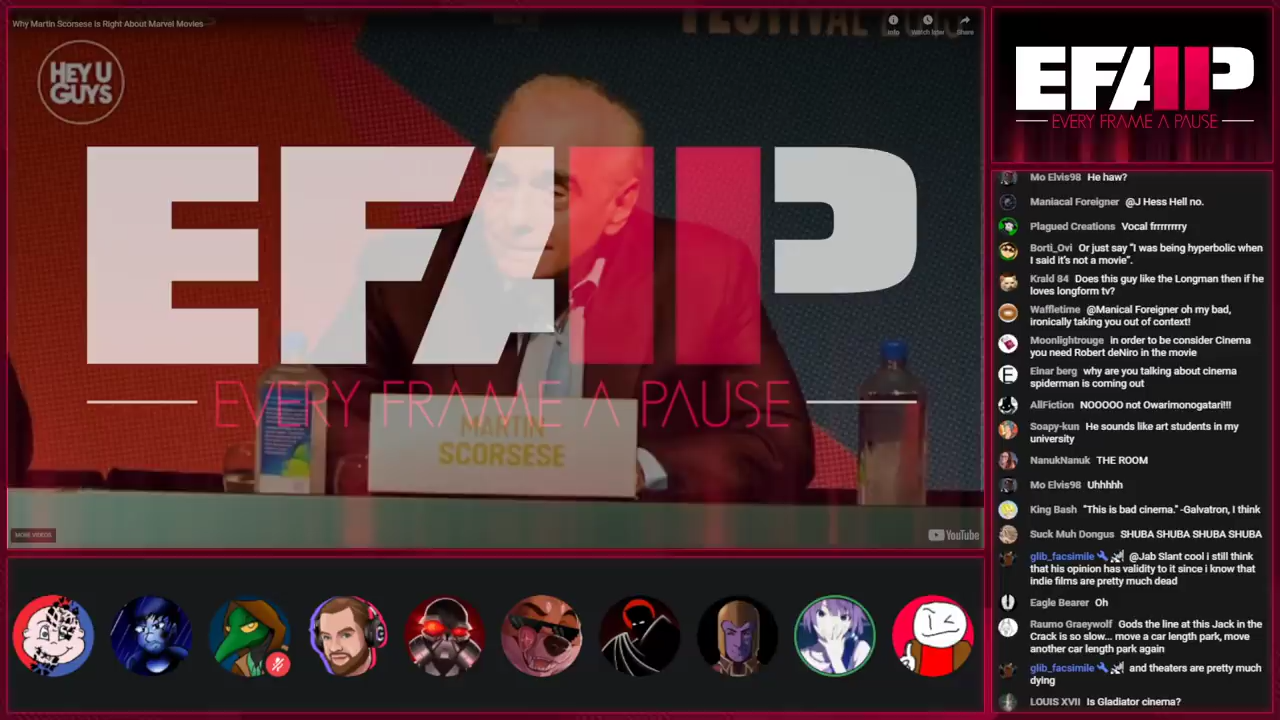 Why Martin Scorsese Is Right About Marvel Movies
FESTIVAL
Info
Watch later
Share
HEY U
GUYS
EFAP
EVERY FRAME A PAUSE
MARTIN
SCORSESE
MORE VIDEOS
YouTube
EFAP
EVERY FRAME A PAUSE
Mo Elvis98 He haw?
Maniacal Foreigner @J Hess Hell no.
Plagued Creations Vocal frrrrrrrry
Borti_Ovi Or just say "I was being hyperbolic when
I said it's not a movie".
Krald 84 Does this guy like the Longman then if he
loves longform tv?
Waffletime @Manical Foreigner oh my bad,
ironically taking you out of context!
Moonlightrouge in order to be consider Cinema
you need Robert deNiro in the movie
Einar berg why are you talking about cinema
spiderman is coming out
AllFiction NOOOOO not Owarimonogatari!!!
Soapy-kun He sounds like art students in my
university
NanukNanuk THE ROOM
Mo Elvis98 Uhhhhh
King Bash "This is bad cinema." -Galvatron, I think
Suck Muh Dongus SHUBA SHUBA SHUBA SHUBA
glib_facsimile @Jab Slant cool i still think
that his opinion has validity to it since i know that
indie films are pretty much dead
Eagle Bearer Oh
Raumo Graeywolf Gods the line at this Jack in the
Crack is so slow... move a car length park, move
another car length park again
glib_facsimile and theaters are pretty much
dying
LOUIS XVII Is Gladiator cinema?